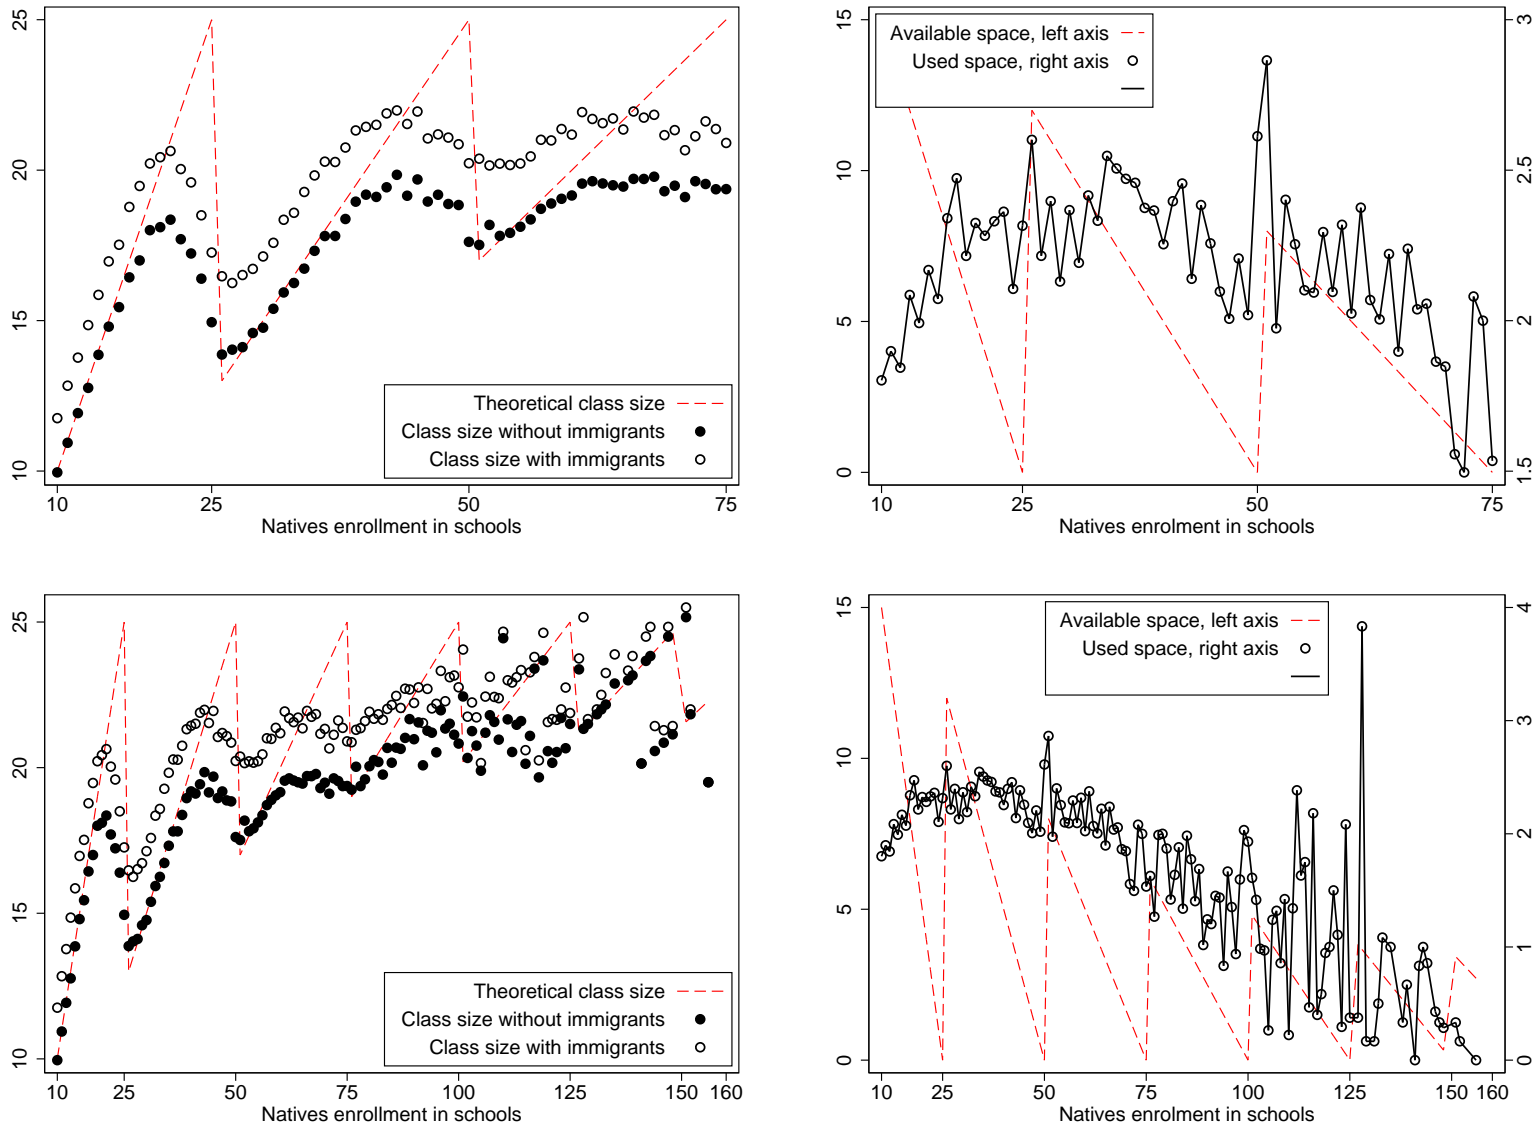 25
20
15
10
Theoretical class size
Class size without immigrants
Class size with immigrants
10 25 50 75
Natives enrollment in schools
15
10
5
0
Available space, left axis
Used space, right axis
3
2.5
2
1.5
10 25 50 75
Natives enrolment in schools
25
20
15
10
Theoretical class size
Class size without immigrants
Class size with immigrants
10 25 50 75 100 125 150 160
Natives enrollment in schools
15
10
5
0
Available space, left axis
Used space, right axis
4
3
2
1
0
10 25 50 75 100 125 150 160
Natives enrolment in schools